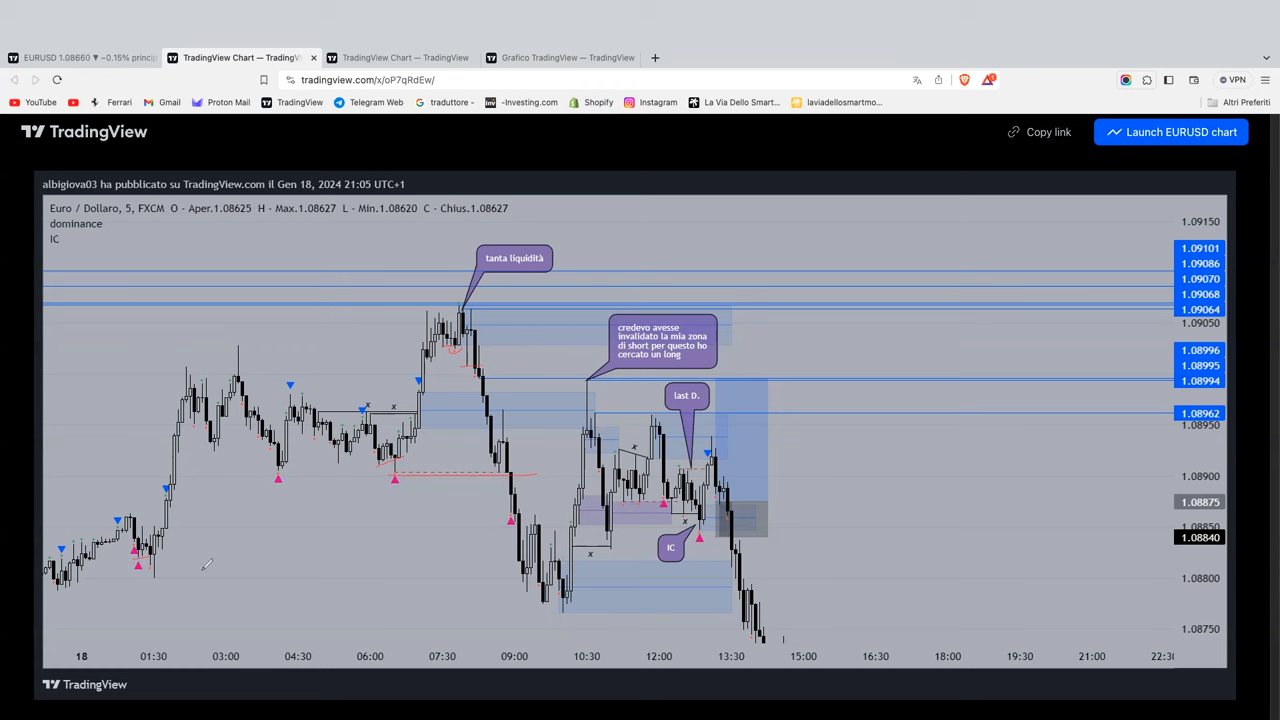 EURUSD 1.08660 ▼ −0.15% princip
TradingView Chart — TradingVi
TradingView Chart — TradingView
Grafico TradingView — TradingView
tradingview.com/x/oP7qRdEw/
VPN
YouTube
Ferrari
Gmail
Proton Mail
TradingView
Telegram Web
traduttore -
-Investing.com
Shopify
Instagram
La Via Dello Smart...
laviadellosmartmo...
Altri Preferiti
TradingView
Copy link
Launch EURUSD chart
albigiova03 ha pubblicato su TradingView.com il Gen 18, 2024 21:05 UTC+1
Euro / Dollaro, 5, FXCM O - Aper.1.08625 H - Max.1.08627 L - Min.1.08620 C - Chius.1.08627
dominance
IC
tanta liquidità
credevo avesse
invalidato la mia zona
di short per questo ho
cercato un long
last D.
IC
x
x
x
x
x
1.09150
1.09101
1.09086
1.09070
1.09068
1.09064
1.09050
1.08996
1.08995
1.08994
1.08962
1.08950
1.08900
1.08875
1.08850
1.08840
1.08800
1.08750
18 01:30 03:00 04:30 06:00 07:30 09:00 10:30 12:00 13:30 15:00 16:30 18:00 19:30 21:00 22:30
TradingView